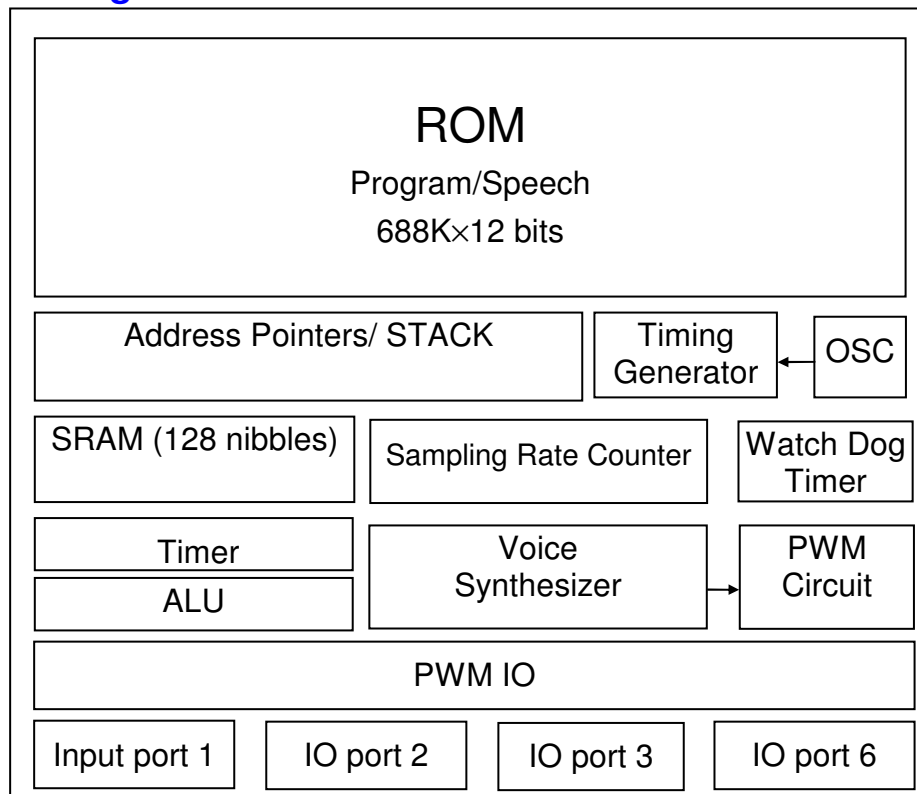 ROM
Program/Speech
688K×12 bits
Address Pointers/ STACK
Timing
Generator
OSC
SRAM (128 nibbles)
Sampling Rate Counter
Watch Dog
Timer
Timer
ALU
Voice
Synthesizer
PWM
Circuit
PWM IO
Input port 1
IO port 2
IO port 3
IO port 6